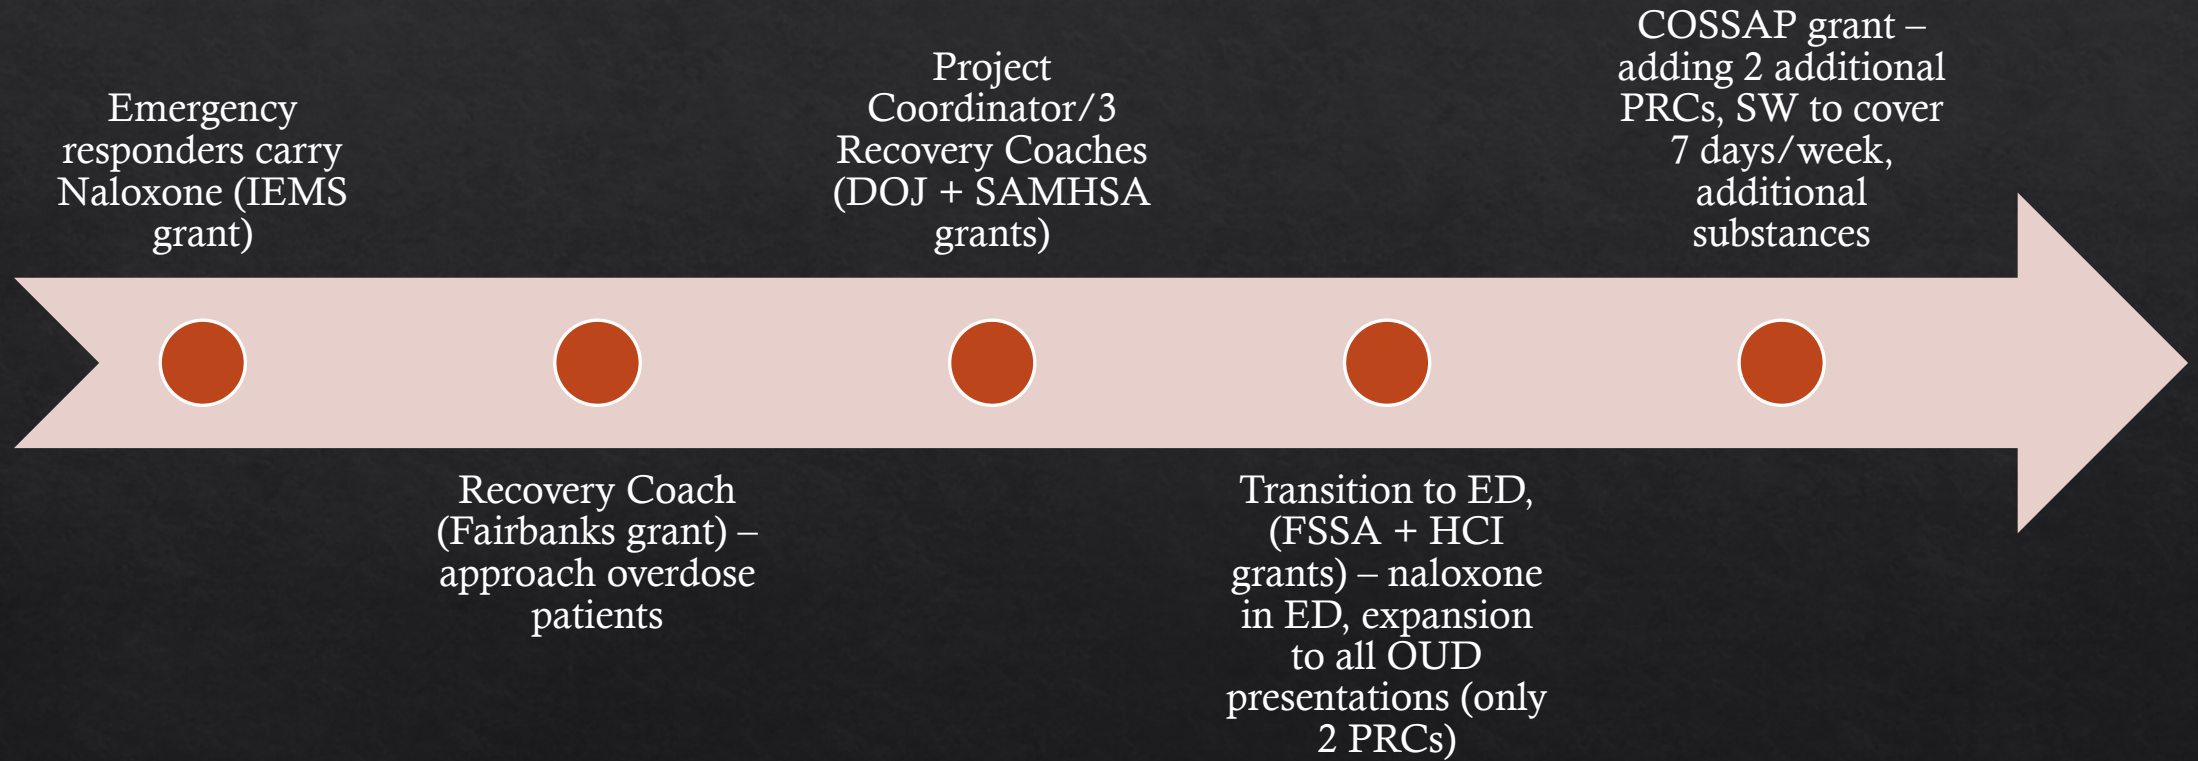 Emergency
responders carry
Naloxone (IEMS
grant)
Recovery Coach
(Fairbanks grant) –
approach overdose
patients
Project
Coordinator/3
Recovery Coaches
(DOJ + SAMHSA
grants)
Transition to ED,
(FSSA + HCI
grants) – naloxone
in ED, expansion
to all OUD
presentations (only
2 PRCs)
COSSAP grant –
adding 2 additional
PRCs, SW to cover
7 days/week,
additional
substances